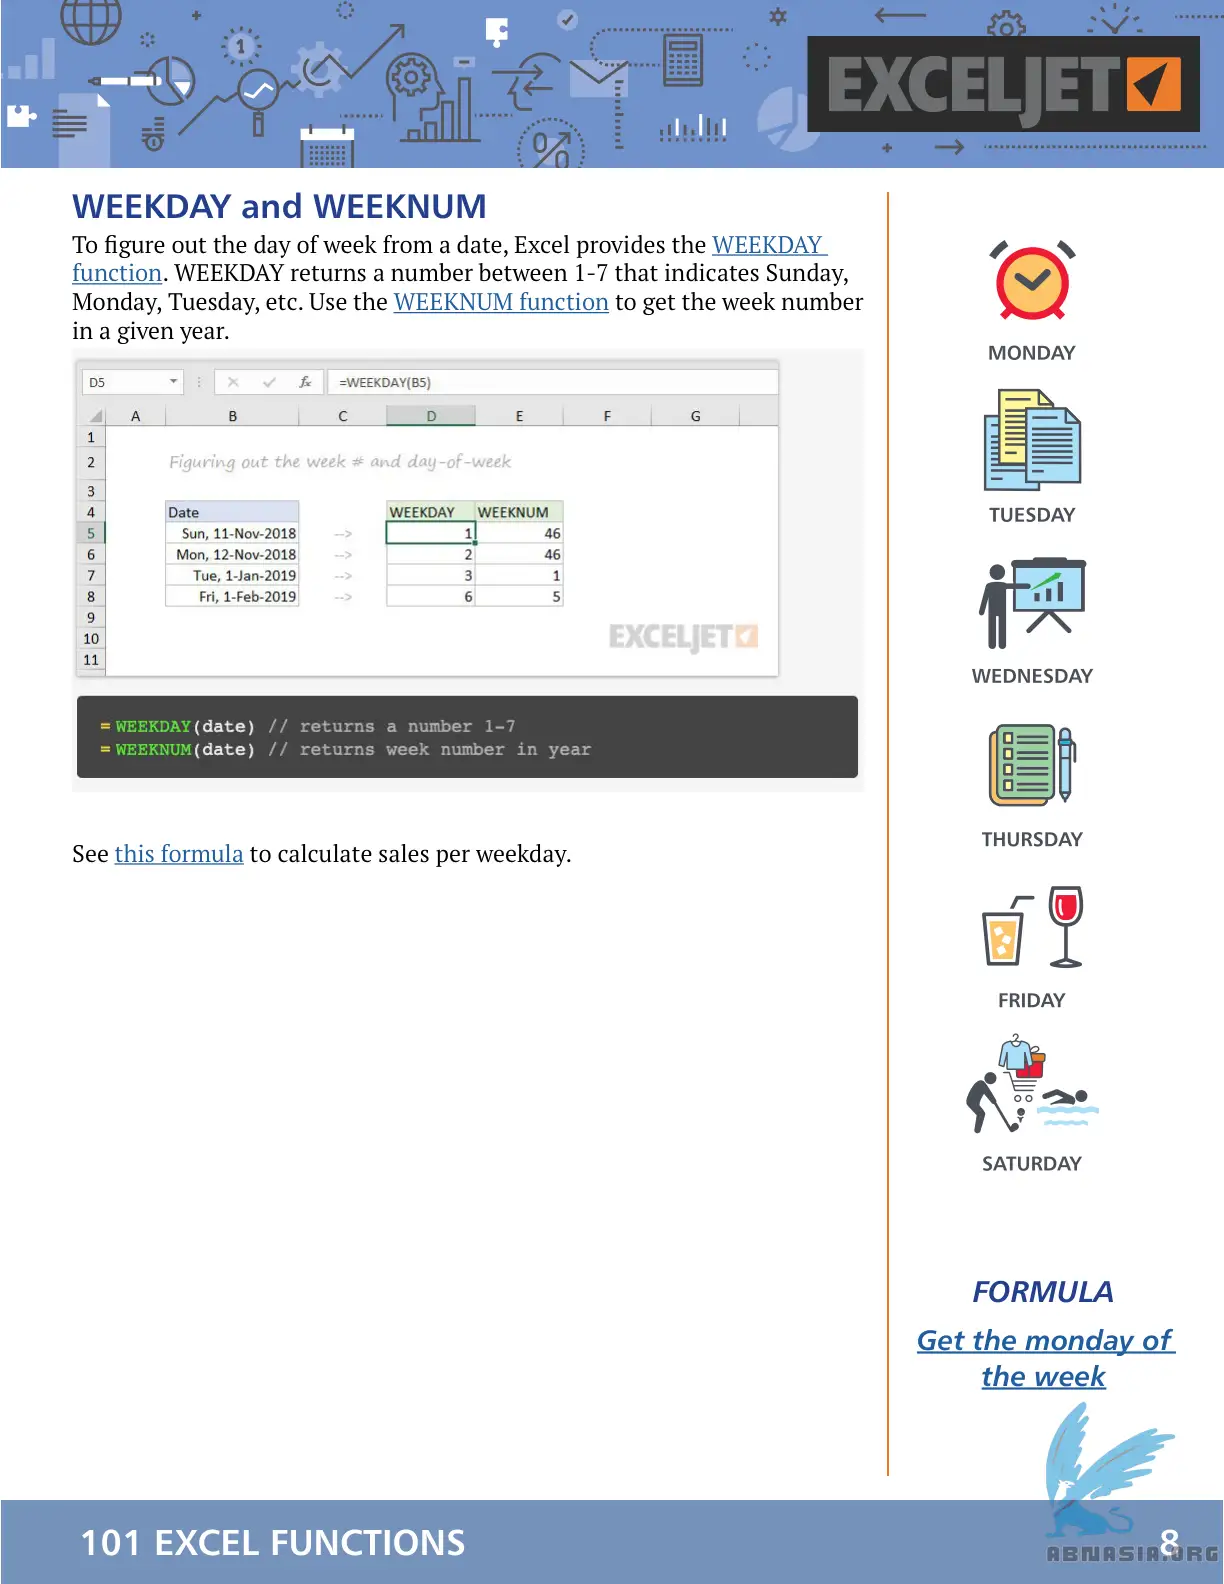 EXCELJET
WEEKDAY and WEEKNUM
To figure out the day of week from a date, Excel provides the WEEKDAY
function. WEEKDAY returns a number between 1-7 that indicates Sunday,
Monday, Tuesday, etc. Use the WEEKNUM function to get the week number
in a given year.
D5 fx =WEEKDAY(B5)
A B C D E F G
1
2 Figuring out the week # and day-of-week
3
4 Date WEEKDAY WEEKNUM
5 Sun, 11-Nov-2018 --> 1 46
6 Mon, 12-Nov-2018 --> 2 46
7 Tue, 1-Jan-2019 --> 3 1
8 Fri, 1-Feb-2019 --> 6 5
9
10
11
EXCELJET
= WEEKDAY(date) // returns a number 1-7
= WEEKNUM(date) // returns week number in year
See this formula to calculate sales per weekday.
MONDAY
TUESDAY
WEDNESDAY
THURSDAY
FRIDAY
SATURDAY
FORMULA
Get the monday of
the week
101 EXCEL FUNCTIONS 8
ABNASIA.ORG